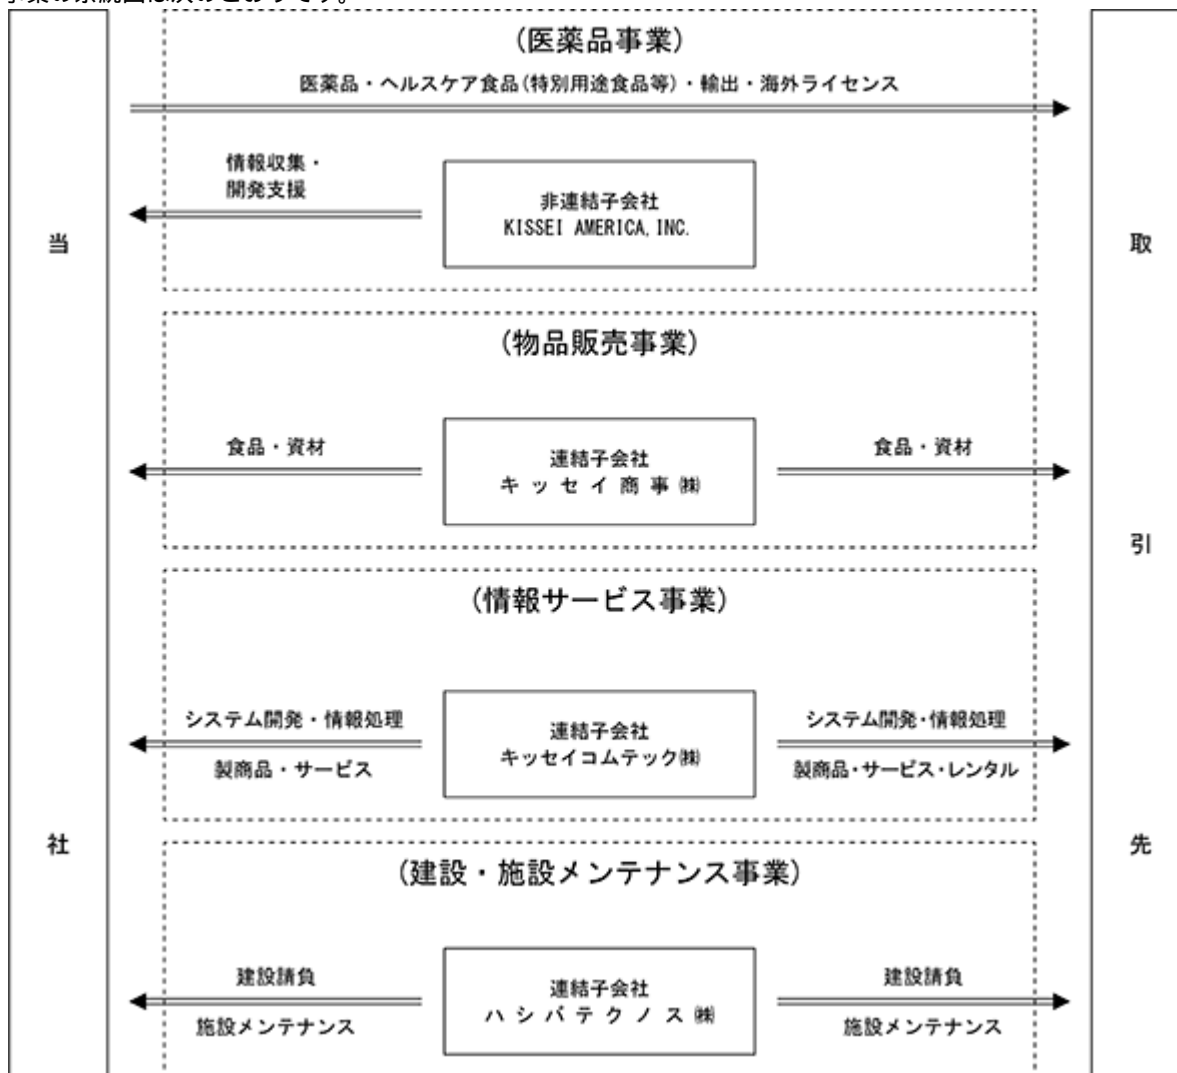 事業の系統図は次のとおりです。
(医薬品事業)
医薬品・ヘルスケア食品(特別用途食品等)・輸出・海外ライセンス
情報収集・
開発支援
非連結子会社
KISSEI AMERICA,INC.
当
取
(物品販売事業)
食品・資材
連結子会社
キッセイ商事㈱
食品・資材
引
(情報サービス事業)
システム開発・情報処理
製商品・サービス
連結子会社
キッセイコムテック㈱
システム開発・情報処理
製商品・サービス・レンタル
社
先
(建設・施設メンテナンス事業)
建設請負
施設メンテナンス
連結子会社
ハシバテクノス㈱
建設請負
施設メンテナンス